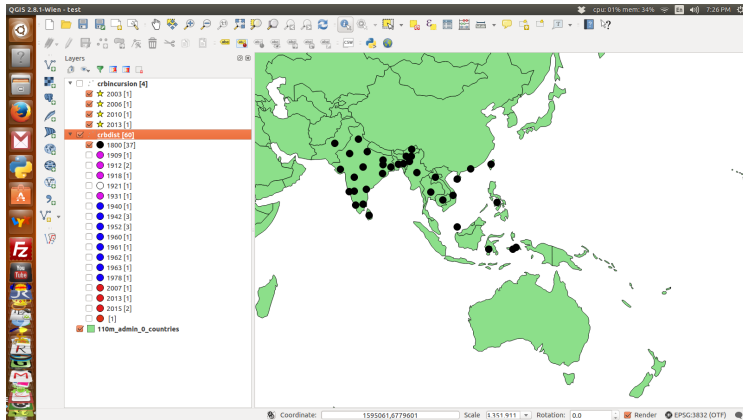 QGIS 2.8.1-Wien - test
cpu: 01% mem: 34%
En
7:26 PM
Layers
crbincursion [4]
2003 [1]
2006 [1]
2010 [1]
2013 [1]
crbdist [60]
1800 [37]
1909 [1]
1912 [2]
1918 [1]
1921 [1]
1931 [1]
1940 [1]
1942 [3]
1952 [3]
1960 [1]
1961 [1]
1962 [1]
1963 [1]
1978 [1]
2007 [1]
2013 [1]
2015 [2]
[1]
110m_admin_0_countries
Coordinate: 1595061,6779601 Scale 1.351.911 Rotation: 0.0 Render EPSG:3832 (OTF)